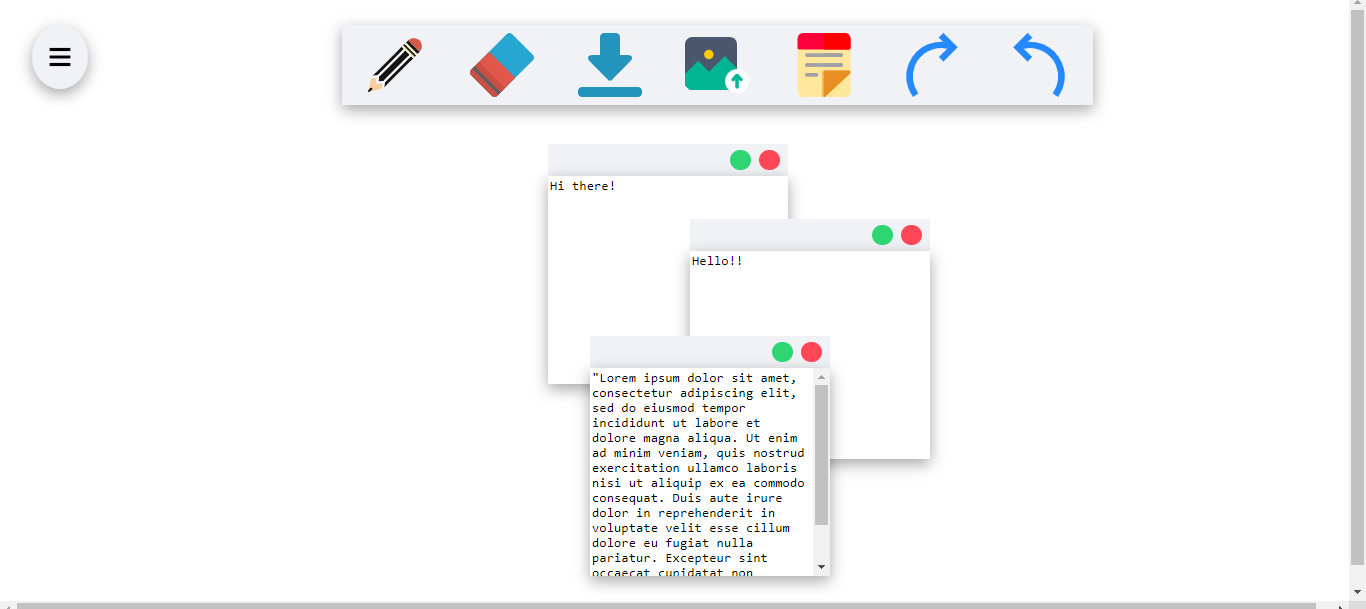 Hi there!
Hello!!
"Lorem ipsum dolor sit amet,
consectetur adipiscing elit,
sed do eiusmod tempor
incididunt ut labore et
dolore magna aliqua. Ut enim
ad minim veniam, quis nostrud
exercitation ullamco laboris
nisi ut aliquip ex ea commodo
consequat. Duis aute irure
dolor in reprehenderit in
voluptate velit esse cillum
dolore eu fugiat nulla
pariatur. Excepteur sint
occaecat cupidatat non